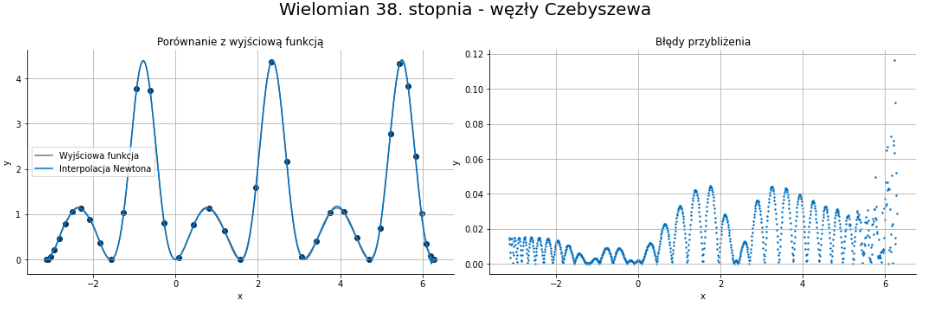 Wielomian 38. stopnia - węzły Czebyszewa
Porównanie z wyjściową funkcją
y
4
3
2
1
0
Wyjściowa funkcja
Interpolacja Newtona
−2
0
2
4
6
x
Błędy przybliżenia
y
0.12
0.10
0.08
0.06
0.04
0.02
0.00
−2
0
2
4
6
x